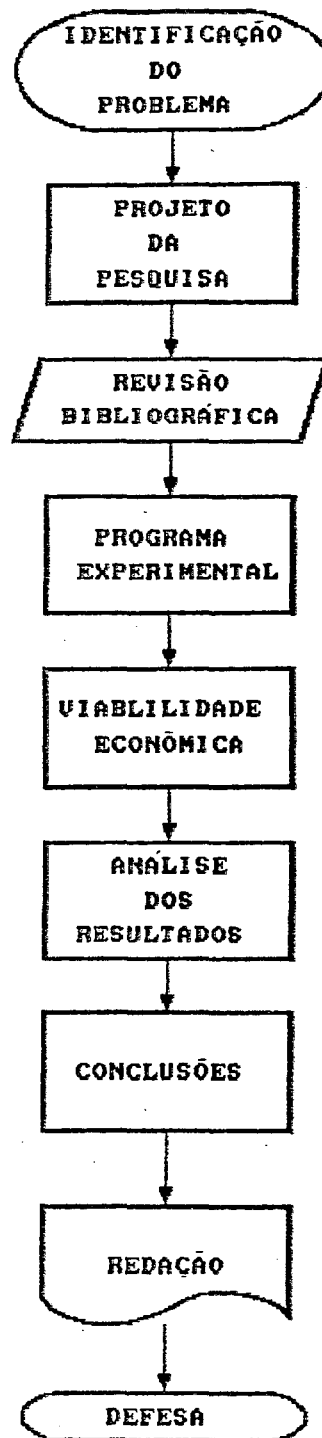 IDENTIFICAÇÃO
DO
PROBLEMA
PROJETO
DA
PESQUISA
REVISÃO
BIBLIOGRÁFICA
PROGRAMA
EXPERIMENTAL
VIABLILIDADE
ECONÔMICA
ANÁLISE
DOS
RESULTADOS
CONCLUSÕES
REDAÇÃO
DEFESA